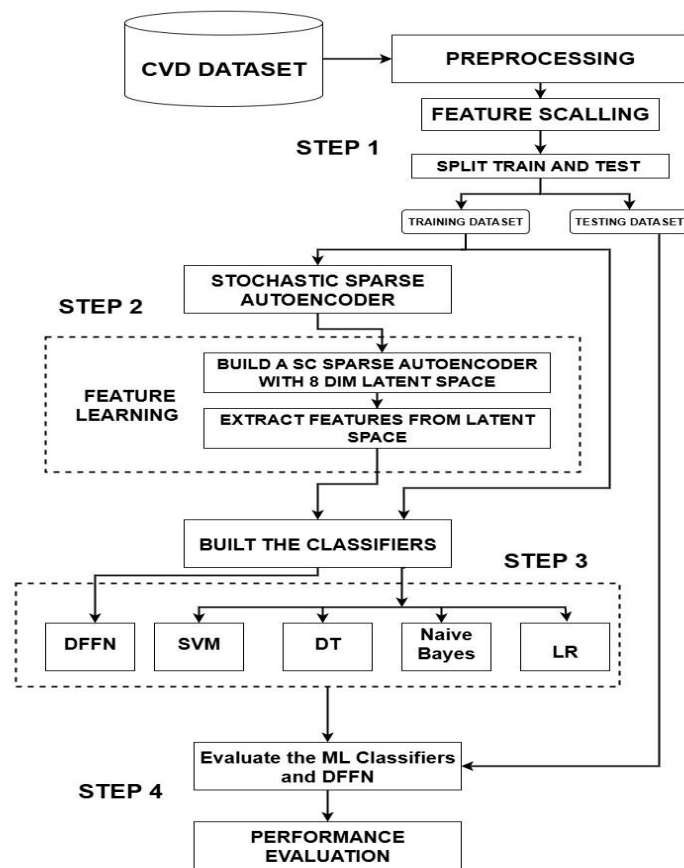 CVD DATASET
PREPROCESSING
FEATURE SCALLING
STEP 1
SPLIT TRAIN AND TEST
TRAINING DATASET
TESTING DATASET
STEP 2
STOCHASTIC SPARSE
AUTOENCODER
FEATURE
LEARNING
BUILD A SC SPARSE AUTOENCODER
WITH 8 DIM LATENT SPACE
EXTRACT FEATURES FROM LATENT
SPACE
BUILT THE CLASSIFIERS
STEP 3
DFFN
SVM
DT
Naive
Bayes
LR
Evaluate the ML Classifiers
and DFFN
STEP 4
PERFORMANCE
EVALUATION